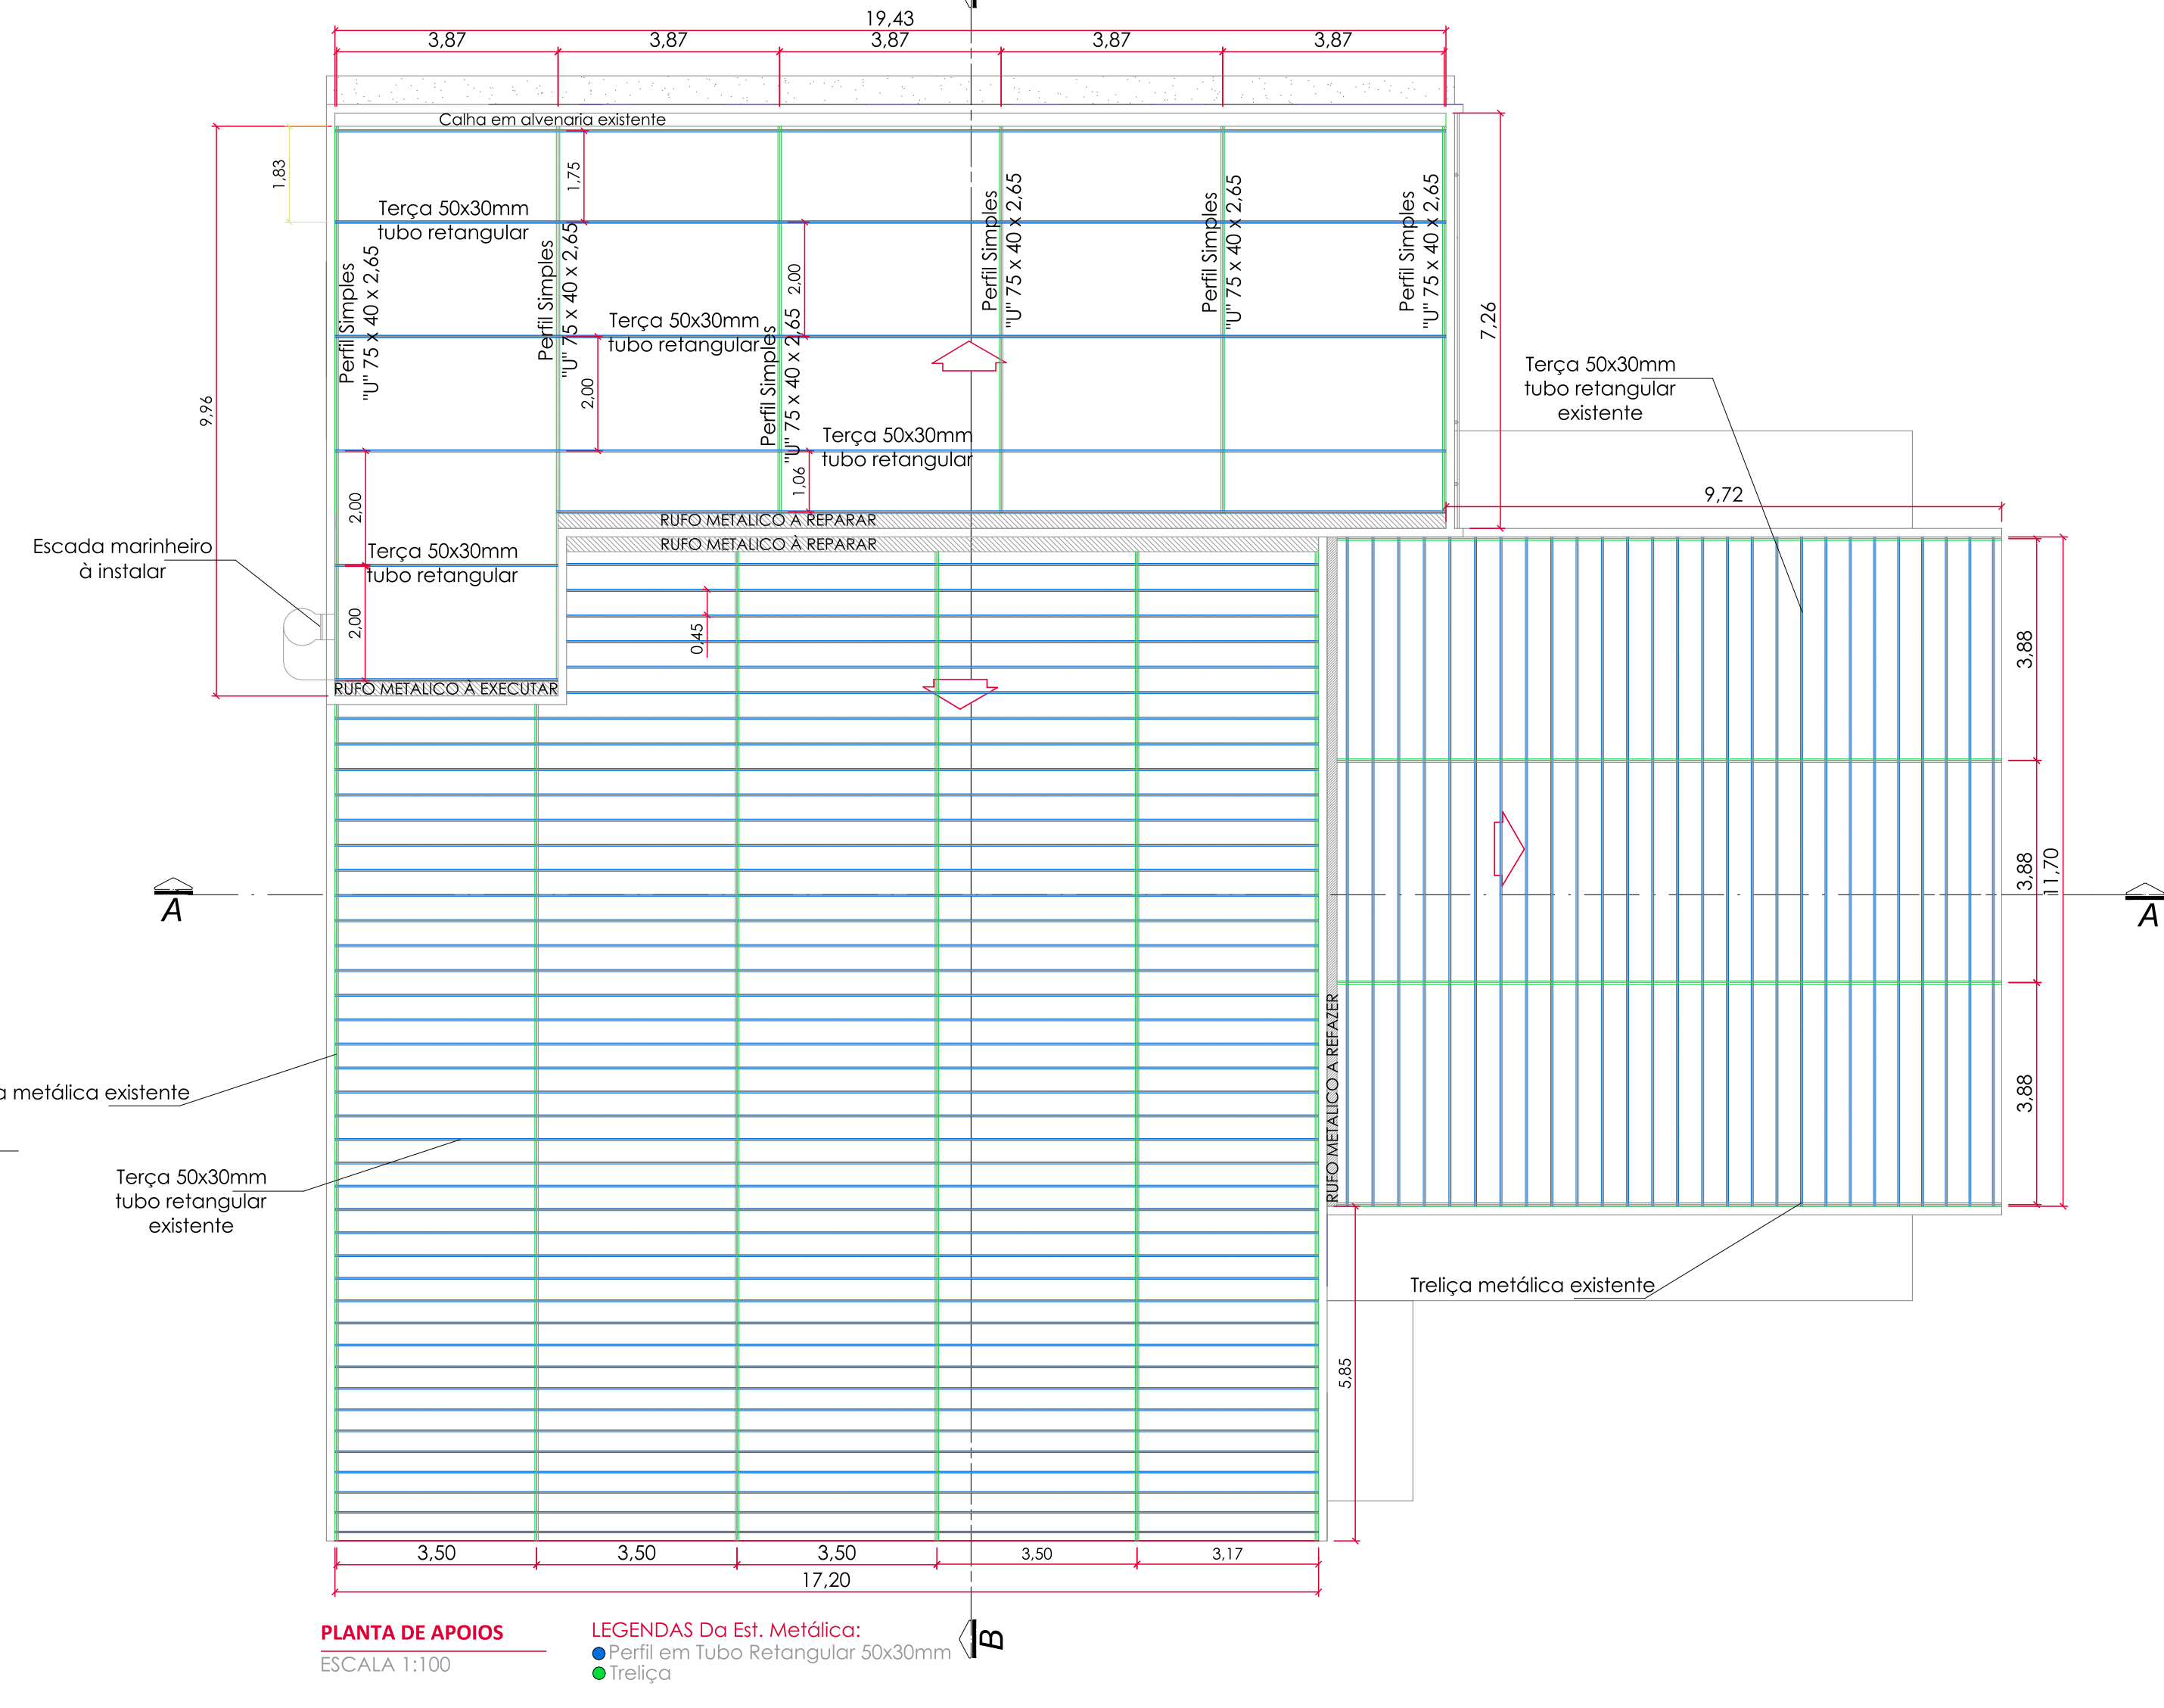 19,43
3,87
3,87
3,87
3,87
3,87
Calha em alvenaria existente
1,83
1,75
Terça 50x30mm
tubo retangular
Perfil Simples
"U" 75 x 40 x 2,65
Perfil Simples
"U" 75 x 40 x 2,65
Perfil Simples
"U" 75 x 40 x 2,65
Perfil Simples
"U" 75 x 40 x 2,65
Perfil Simples
"U" 75 x 40 x 2,65
Perfil Simples
"U" 75 x 40 x 2,65
2,00
Terça 50x30mm
tubo retangular
7,26
9,96
2,00
Terça 50x30mm
tubo retangular
1,06
Terça 50x30mm
tubo retangular
existente
9,72
2,00
RUFO METALICO À REPARAR
RUFO METALICO À REPARAR
Escada marinheiro
à instalar
Terça 50x30mm
tubo retangular
2,00
0,45
RUFO METALICO À EXECUTAR
3,88
3,88
3,88
11,70
A
A
RUFO METALICO A REFAZER
a metálica existente
Terça 50x30mm
tubo retangular
existente
Treliça metálica existente
5,85
3,50
3,50
3,50
3,50
3,17
17,20
PLANTA DE APOIOS
ESCALA 1:100
LEGENDAS Da Est. Metálica:
Perfil em Tubo Retangular 50x30mm
Treliça
B